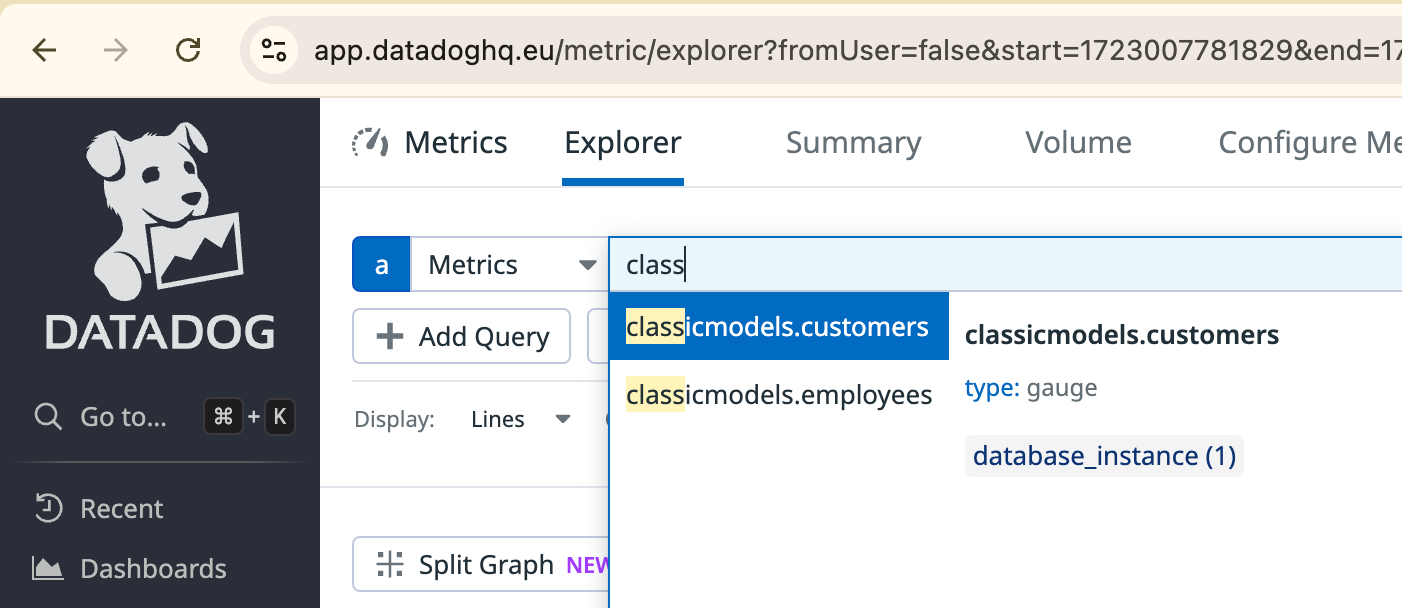 app.datadoghq.eu/metric/explorer?fromUser=false&start=1723007781829&end=17
DATADOG
Go to... ⌘ + K
Recent
Dashboards
Metrics Explorer Summary Volume Configure Me
a Metrics class
Add Query
classicmodels.customers
classicmodels.employees
classicmodels.customers
type: gauge
database_instance (1)
Display: Lines
Split Graph NEW